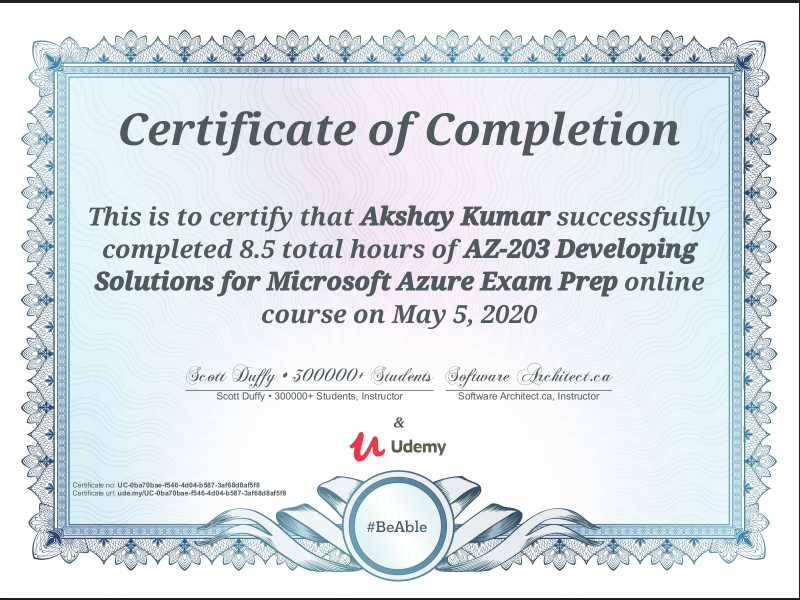 Certificate of Completion
This is to certify that Akshay Kumar successfully
completed 8.5 total hours of AZ-203 Developing
Solutions for Microsoft Azure Exam Prep online
course on May 5, 2020
Scott Duffy • 300000+ Students Software Architect.ca
Scott Duffy • 300000+ Students, Instructor Software Architect.ca, Instructor
&
Udemy
Certificate no: UC-0ba70bae-f546-4d04-b587-3af68d8af5f8
Certificate url: ude.my/UC-0ba70bae-f546-4d04-b587-3af68d8af5f8
#BeAble